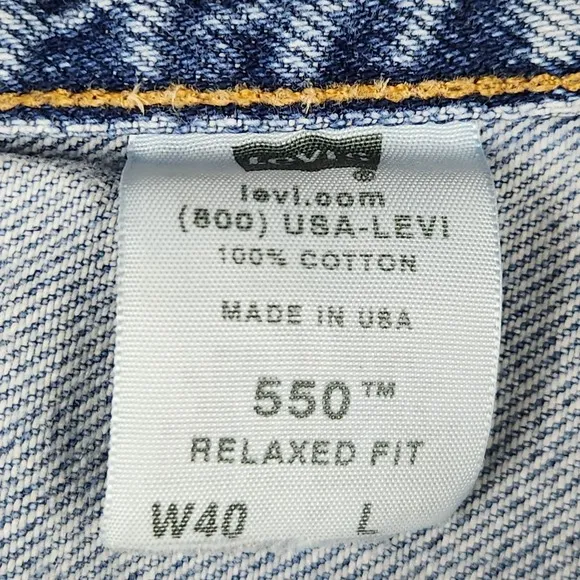 Levi's
®
levi.com
(800) USA-LEVI
100% COTTON
MADE IN USA
550™
RELAXED FIT
W40 L